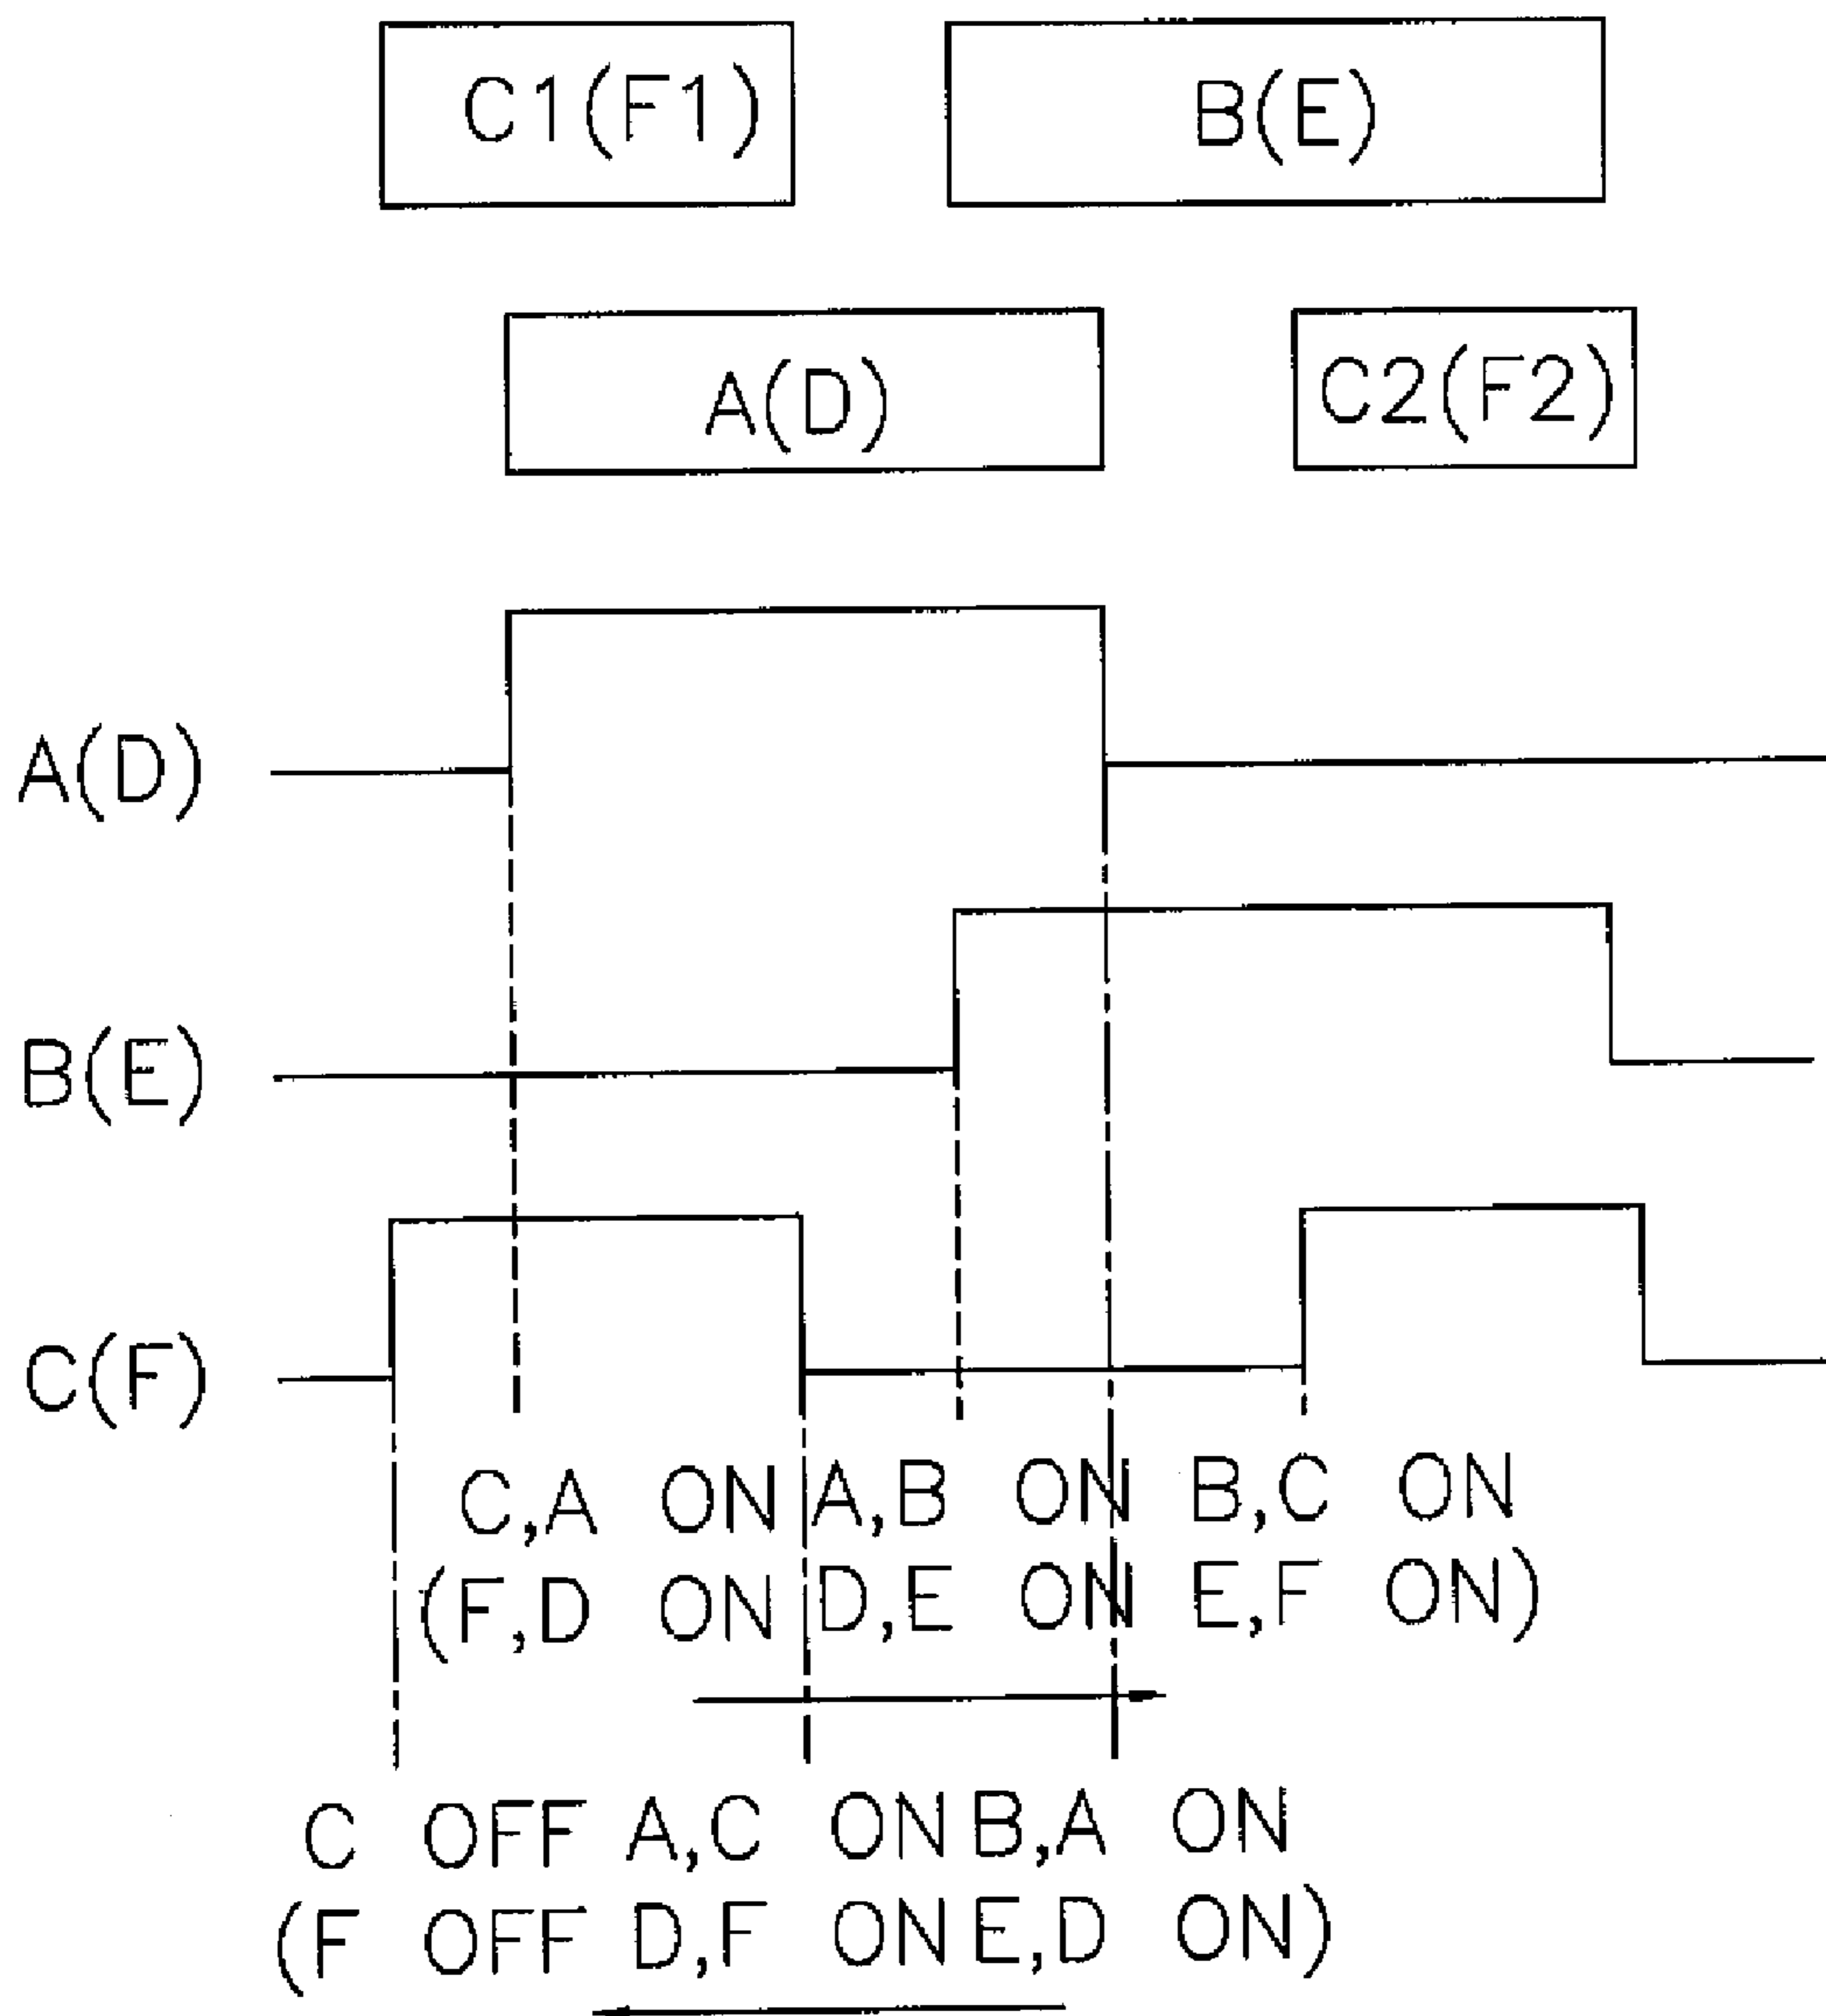 C1(F1)
B(E)
A(D)
C2(F2)
A(D)
B(E)
C(F)
C,A ON A,B ON B,C ON
(F,D ON D,E ON E,F ON)
C OFF A,C ON B,A ON
(F OFF D,F ON E,D ON)